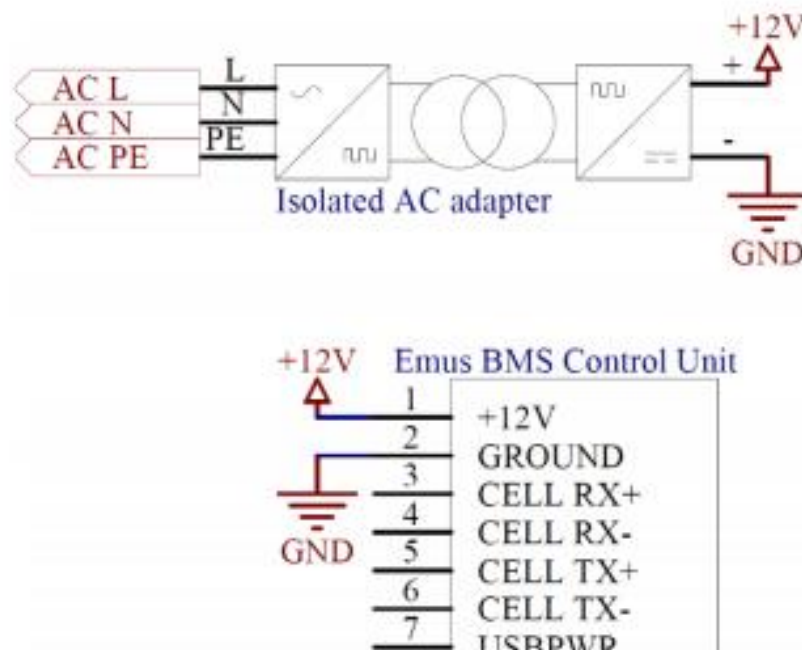 +12V
L
AC L
N
AC N
PE
AC PE
+
-
Isolated AC adapter
GND
+12V
Emus BMS Control Unit
1
+12V
2
GROUND
3
CELL RX+
4
CELL RX-
GND
5
CELL TX+
6
CELL TX-
7
USBPWR